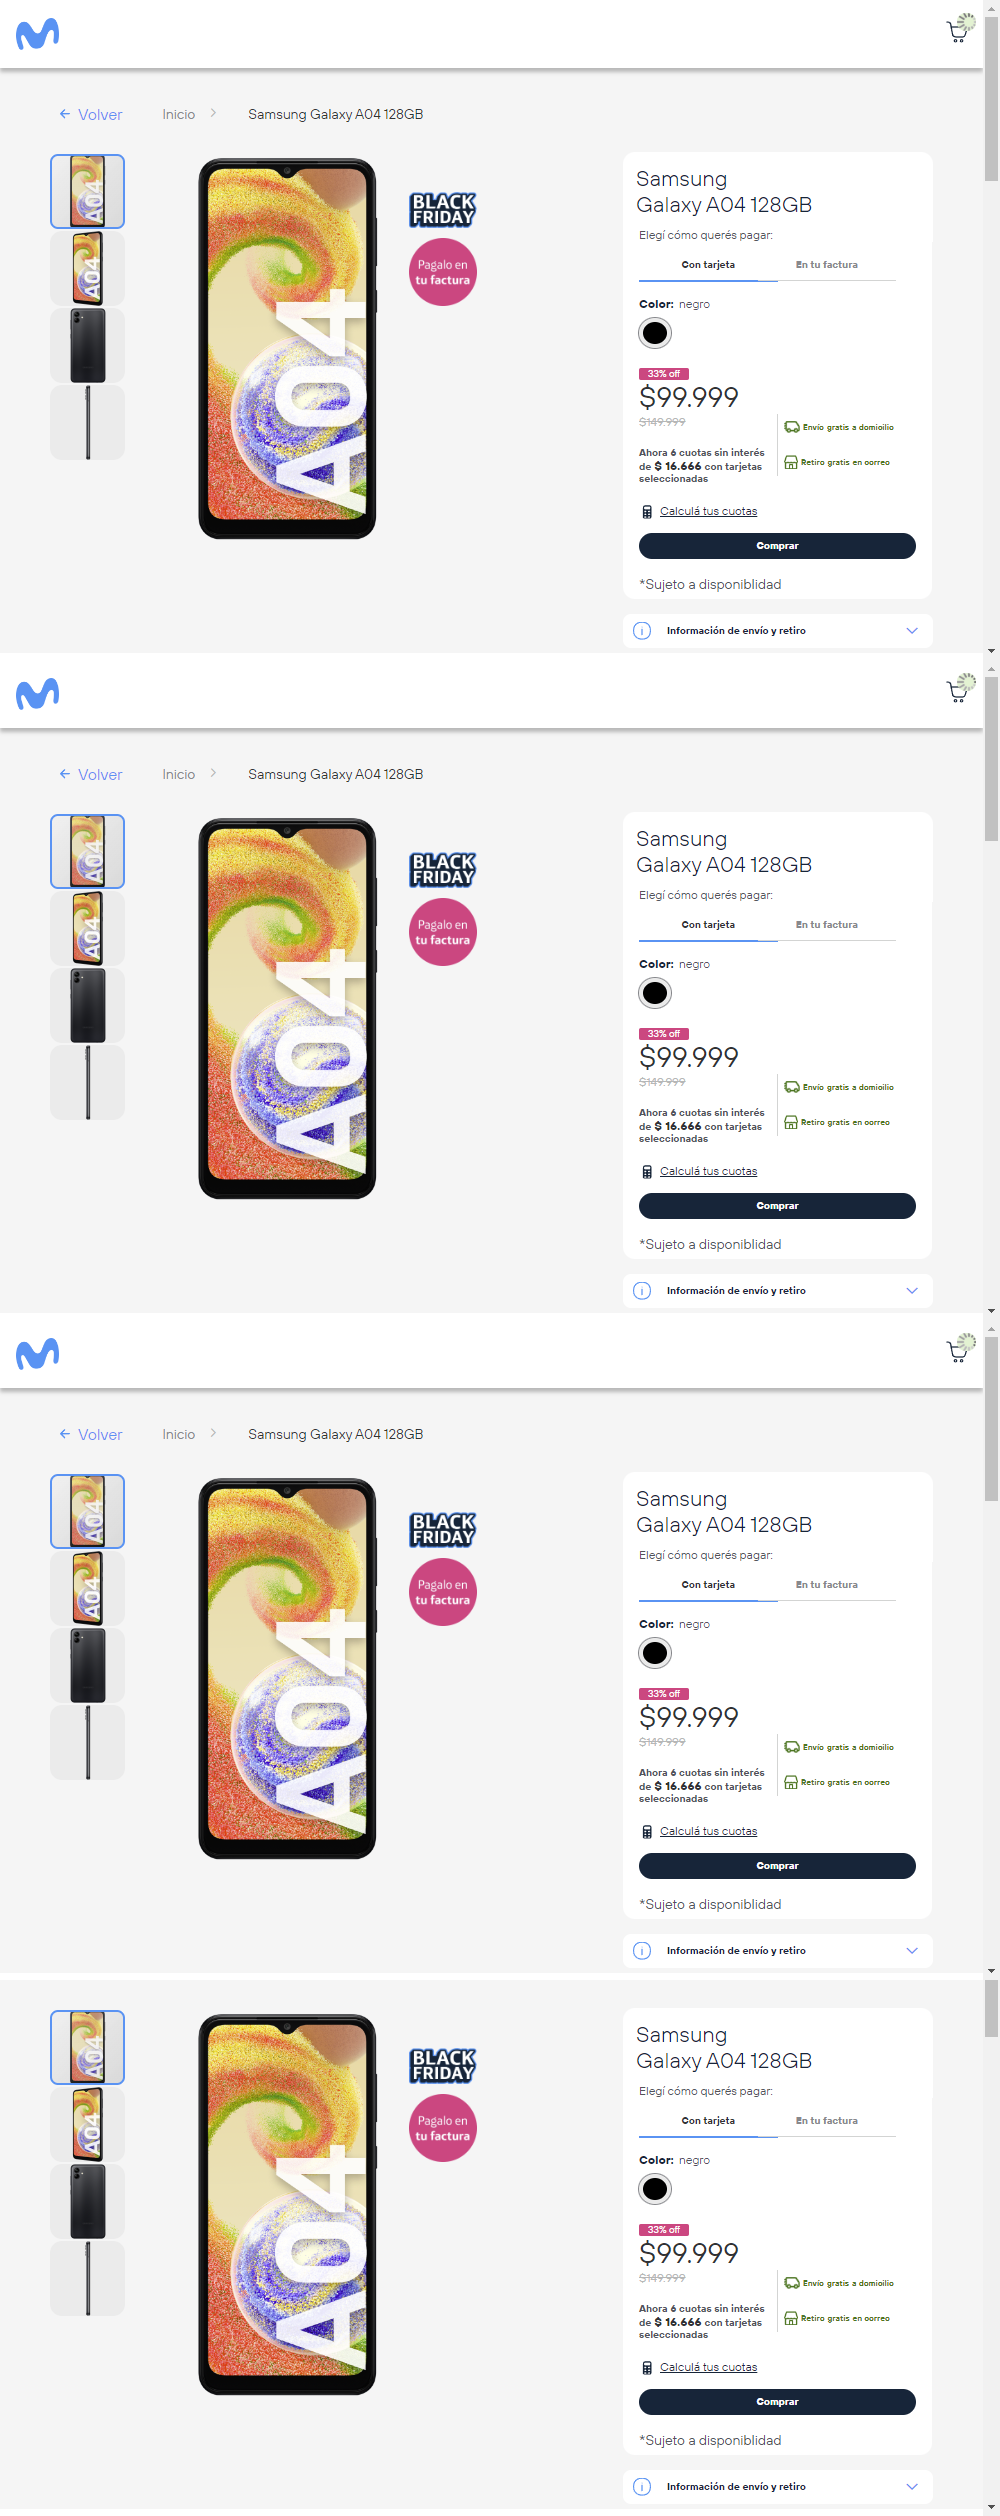 Volver Inicio Samsung Galaxy A04 128GB
A04
A04
A04
BLACK
FRIDAY
Pagalo en
tu factura
Samsung
Galaxy A04 128GB
Elegí cómo querés pagar:
Con tarjeta En tu factura
Color: negro
33% off
$99.999
$149.999
Ahora 6 cuotas sin interés
de $ 16.666 con tarjetas
seleccionadas
Envío gratis a domicilio
Retiro gratis en correo
Calculá tus cuotas
Comprar
*Sujeto a disponiblidad
Información de envío y retiro
Volver Inicio Samsung Galaxy A04 128GB
A04
A04
A04
BLACK
FRIDAY
Pagalo en
tu factura
Samsung
Galaxy A04 128GB
Elegí cómo querés pagar:
Con tarjeta En tu factura
Color: negro
33% off
$99.999
$149.999
Ahora 6 cuotas sin interés
de $ 16.666 con tarjetas
seleccionadas
Envío gratis a domicilio
Retiro gratis en correo
Calculá tus cuotas
Comprar
*Sujeto a disponiblidad
Información de envío y retiro
Volver Inicio Samsung Galaxy A04 128GB
A04
A04
A04
BLACK
FRIDAY
Pagalo en
tu factura
Samsung
Galaxy A04 128GB
Elegí cómo querés pagar:
Con tarjeta En tu factura
Color: negro
33% off
$99.999
$149.999
Ahora 6 cuotas sin interés
de $ 16.666 con tarjetas
seleccionadas
Envío gratis a domicilio
Retiro gratis en correo
Calculá tus cuotas
Comprar
*Sujeto a disponiblidad
Información de envío y retiro
A04
A04
A04
BLACK
FRIDAY
Pagalo en
tu factura
Samsung
Galaxy A04 128GB
Elegí cómo querés pagar:
Con tarjeta En tu factura
Color: negro
33% off
$99.999
$149.999
Ahora 6 cuotas sin interés
de $ 16.666 con tarjetas
seleccionadas
Envío gratis a domicilio
Retiro gratis en correo
Calculá tus cuotas
Comprar
*Sujeto a disponiblidad
Información de envío y retiro